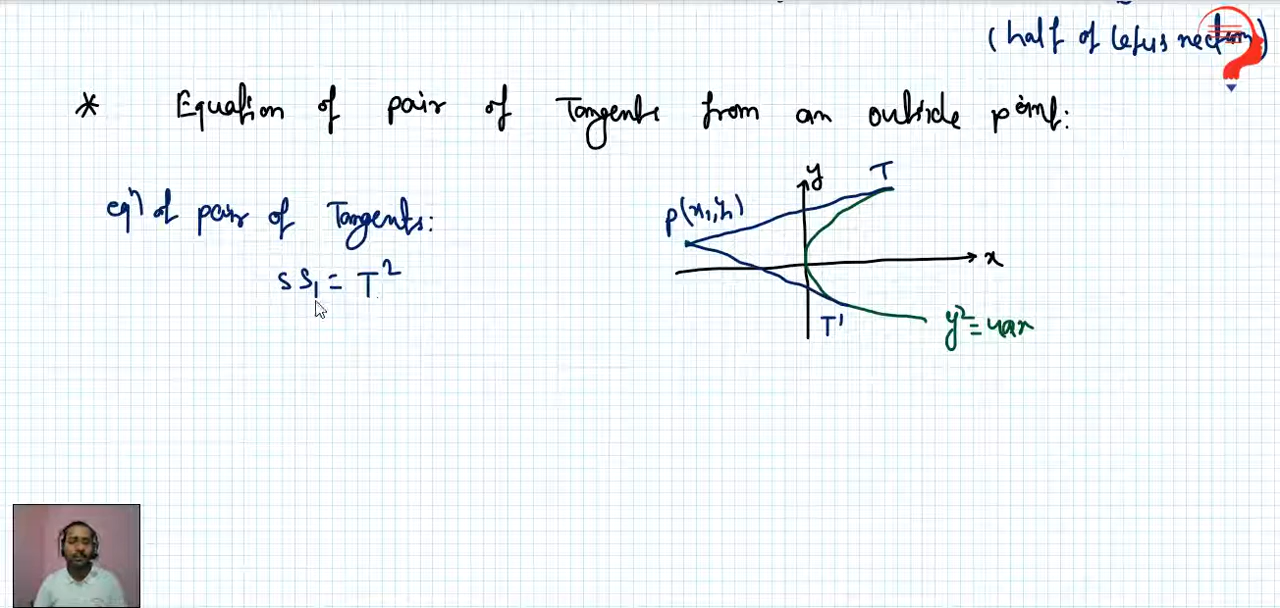 (half of Letus rectum)
* Equation of pair of Tangents from an outside point:
eqⁿ of pair of Tangents:
SS₁ = T²
y
T
P(x₁,y₁)
x
T'
y² = 4ax